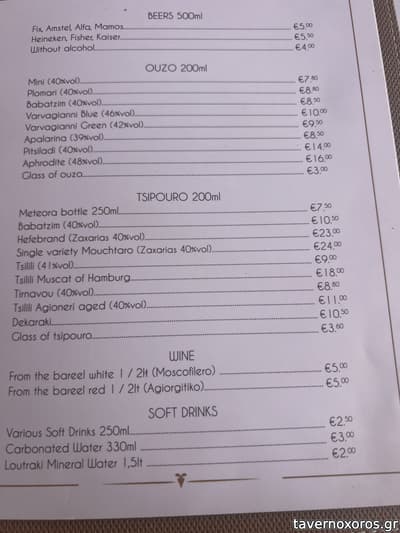 BEERS 500ml
Fix, Amstel, Alfa, Mamos €5,00
Heineken, Fisher, Kaiser €5,50
Without alcohol €4,00
OUZO 200ml
Mini (40%vol) €7,80
Plomari (40%vol) €8,80
Babatzim (40%vol) €8,50
Varvagianni Blue (46%vol) €10,00
Varvagianni Green (42%vol) €9,50
Apalarina (39%vol) €8,50
Pitsiladi (40%vol) €14,00
Aphrodite (48%vol) €16,00
Glass of ouzo €3,00
TSIPOURO 200ml
Meteora bottle 250ml €7,50
Babatzim (40%vol) €10,50
Hefebrand (Zaxarias 40%vol) €23,00
Single variety Mouchtaro (Zaxarias 40%vol) €24,00
Tsilili (41%vol) €9,00
Tsilili Muscat of Hamburg €18,00
Tirnavou (40%vol) €8,80
Tsilili Agioneri aged (40%vol) €11,00
Dekaraki €10,50
Glass of tsipouro €3,60
WINE
From the bareel white 1 / 2lt (Moscofilero) €5,00
From the bareel red 1 / 2lt (Agiorgitiko) €5,00
SOFT DRINKS
Various Soft Drinks 250ml €2,50
Carbonated Water 330ml €3,00
Loutraki Mineral Water 1,5lt €2,00
tavernoxoros.gr